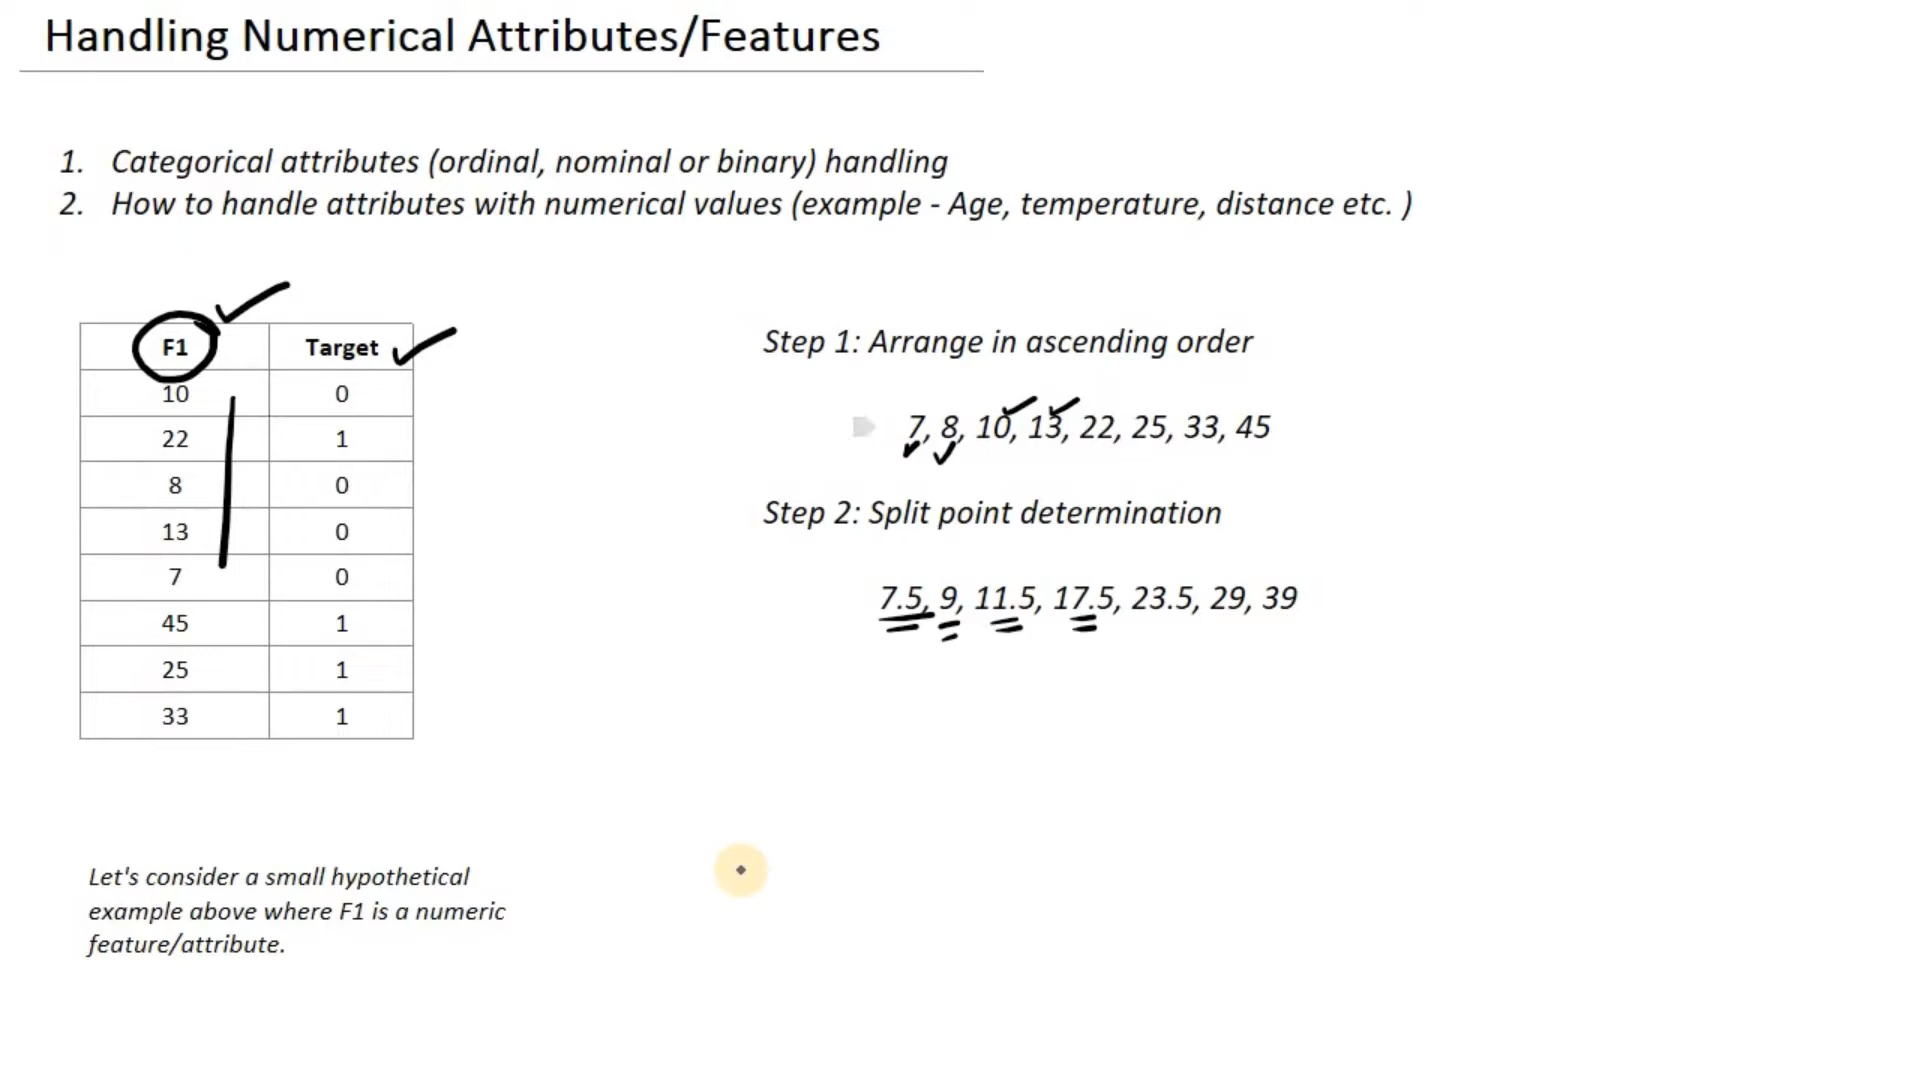 Handling Numerical Attributes/Features
1. Categorical attributes (ordinal, nominal or binary) handling
2. How to handle attributes with numerical values (example - Age, temperature, distance etc. )
F1 Target
10 0
22 1
8 0
13 0
7 0
45 1
25 1
33 1
Let's consider a small hypothetical
example above where F1 is a numeric
feature/attribute.
Step 1: Arrange in ascending order
7, 8, 10, 13, 22, 25, 33, 45
Step 2: Split point determination
7.5, 9, 11.5, 17.5, 23.5, 29, 39